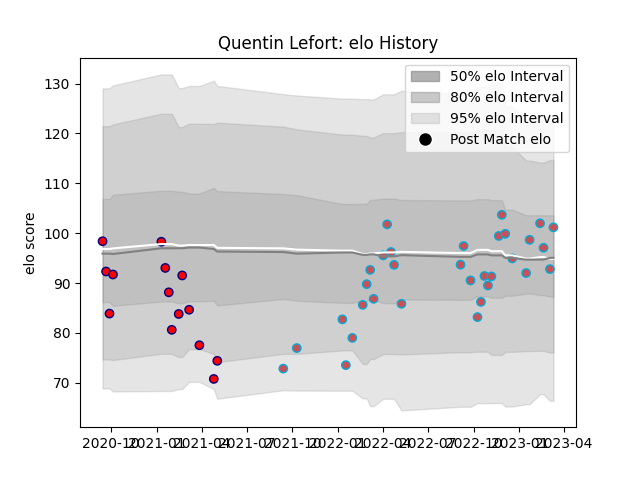 Quentin Lefort: elo History
50% elo Interval
80% elo Interval
95% elo Interval
Post Match elo
elo score
130
120
110
100
90
80
70
2020-10 2021-01 2021-04 2021-07 2021-10 2022-01 2022-04 2022-07 2022-10 2023-01 2023-04